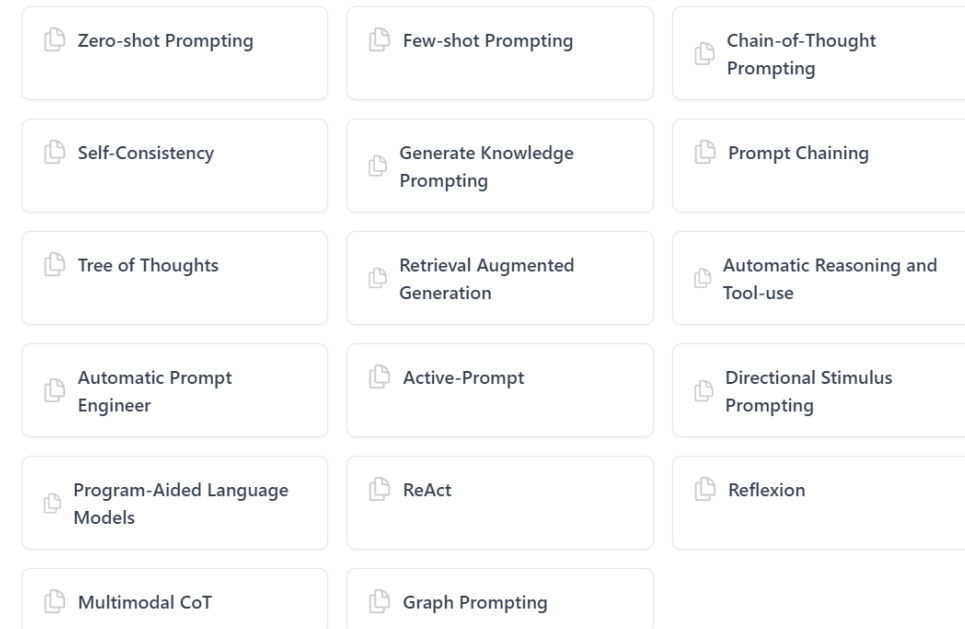 Zero-shot Prompting
Few-shot Prompting
Chain-of-Thought
Prompting
Self-Consistency
Generate Knowledge
Prompting
Prompt Chaining
Tree of Thoughts
Retrieval Augmented
Generation
Automatic Reasoning and
Tool-use
Automatic Prompt
Engineer
Active-Prompt
Directional Stimulus
Prompting
Program-Aided Language
Models
ReAct
Reflexion
Multimodal CoT
Graph Prompting